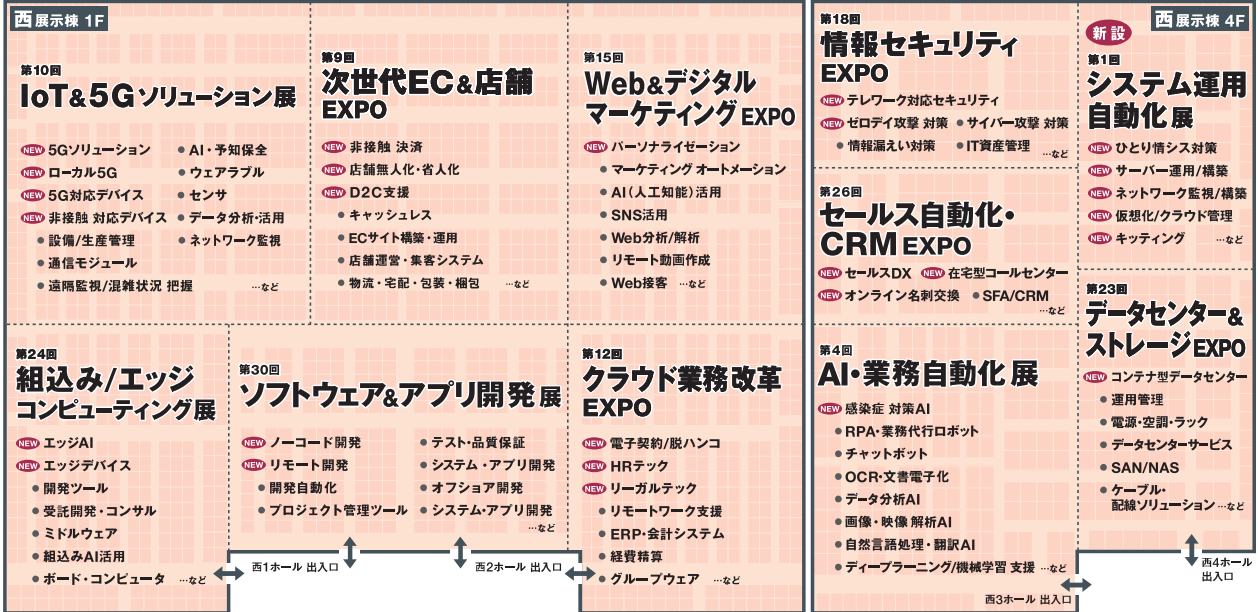 西展示棟 1F
第10回
IoT&5Gソリューション展
NEW 5Gソリューション
NEW ローカル5G
NEW 5G対応デバイス
NEW 非接触 対応デバイス
●設備/生産管理
●通信モジュール
●遠隔監視/混雑状況 把握
●AI・予知保全
●ウェアラブル
●センサ
●データ分析・活用
●ネットワーク監視
…など
第9回
次世代EC&店舗
EXPO
NEW 非接触 決済
NEW 店舗無人化・省人化
NEW D2C支援
●キャッシュレス
●ECサイト構築・運用
●店舗運営・集客システム
●物流・宅配・包装・梱包 …など
第15回
Web&デジタル
マーケティングEXPO
NEW パーソナライゼーション
●マーケティング オートメーション
●AI(人工知能)活用
●SNS活用
●Web分析/解析
●リモート動画作成
●Web接客 …など
第24回
組込み/エッジ
コンピューティング展
NEW エッジAI
NEW エッジデバイス
●開発ツール
●受託開発・コンサル
●ミドルウェア
●組込みAI活用
●ボード・コンピュータ …など
第30回
ソフトウェア&アプリ開発展
NEW ノーコード開発
NEW リモート開発
●開発自動化
●プロジェクト管理ツール
●テスト・品質保証
●システム・アプリ開発
●オフショア開発
●システム・アプリ開発
…など
第12回
クラウド業務改革
EXPO
NEW 電子契約/脱ハンコ
NEW HRテック
NEW リーガルテック
●リモートワーク支援
●ERP・会計システム
●経費精算
●グループウェア …など
西1ホール 出入口
西2ホール 出入口
西展示棟 4F
第18回
情報セキュリティ
EXPO
NEW テレワーク対応セキュリティ
NEW ゼロデイ攻撃 対策 ●サイバー攻撃 対策
●情報漏えい対策 ●IT資産管理
…など
新設
第1回
システム運用
自動化展
NEW ひとり情シス対策
NEW サーバー運用/構築
NEW ネットワーク監視/構築
NEW 仮想化/クラウド管理
NEW キッティング …など
第26回
セールス自動化・
CRM EXPO
NEW セールスDX NEW 在宅型コールセンター
NEW オンライン名刺交換 ●SFA/CRM
…など
第4回
AI・業務自動化展
NEW 感染症 対策AI
●RPA・業務代行ロボット
●チャットボット
●OCR・文書電子化
●データ分析AI
●画像・映像 解析AI
●自然言語処理・翻訳AI
●ディープラーニング/機械学習 支援 …など
第23回
データセンター&
ストレージEXPO
NEW コンテナ型データセンター
●運用管理
●電源・空調・ラック
●データセンターサービス
●SAN/NAS
●ケーブル・
配線ソリューション …など
西3ホール 出入口
西4ホール
出入口